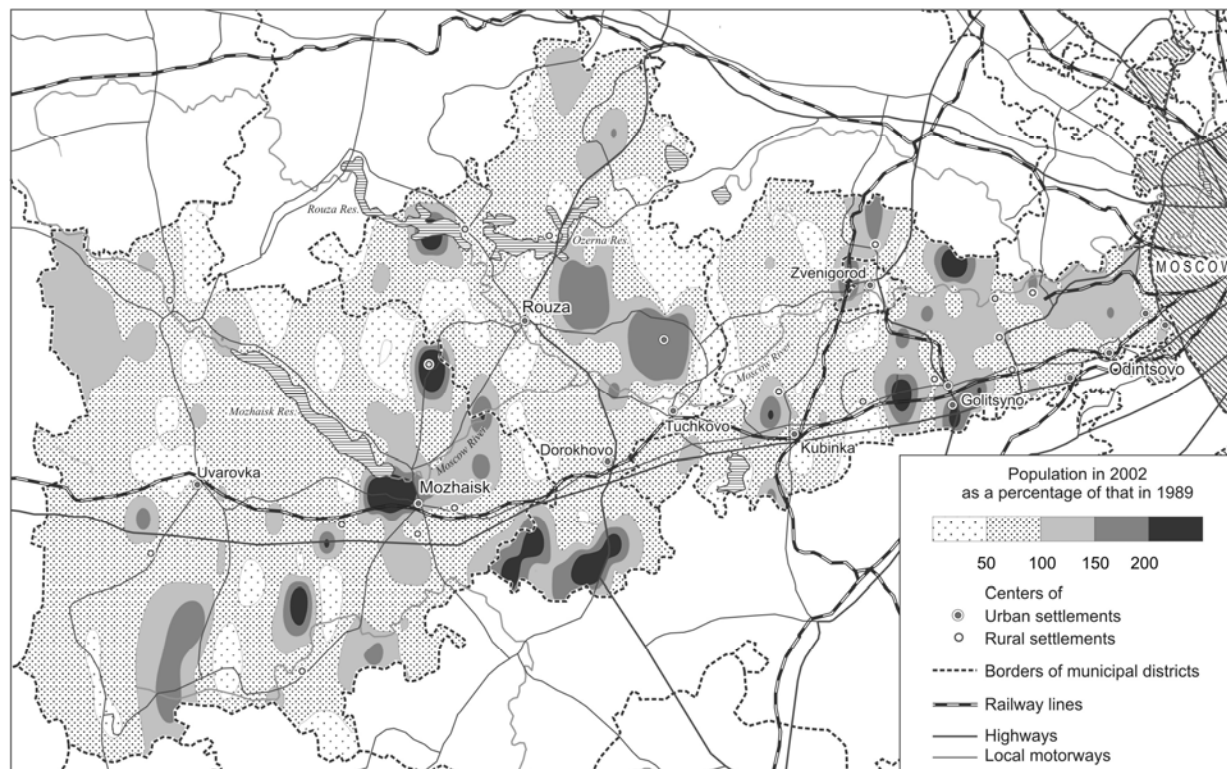 Rouza Res.
Ozerna Res.
Zvenigorod
MOSCOW
Rouza
Moscow River
Mozhaisk Res.
Odintsovo
Golitsyno
Tuchkovo
Moscow River
Kubinka
Dorokhovo
Uvarovka
Mozhaisk
Population in 2002
as a percentage of that in 1989
50 100 150 200
Centers of
Urban settlements
Rural settlements
Borders of municipal districts
Railway lines
Highways
Local motorways